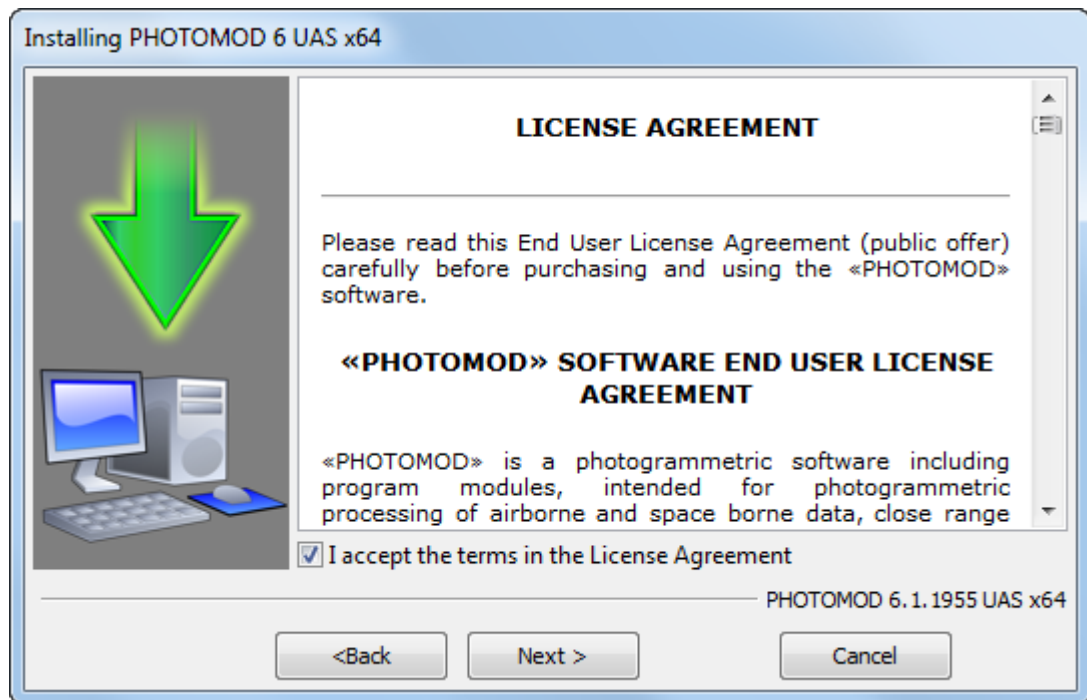 Installing PHOTOMOD 6 UAS x64
LICENSE AGREEMENT
Please read this End User License Agreement (public offer)
carefully before purchasing and using the «PHOTOMOD»
software.
«PHOTOMOD» SOFTWARE END USER LICENSE
AGREEMENT
«PHOTOMOD» is a photogrammetric software including
program modules, intended for photogrammetric
processing of airborne and space borne data, close range
I accept the terms in the License Agreement
PHOTOMOD 6.1.1955 UAS x64
<Back
Next >
Cancel